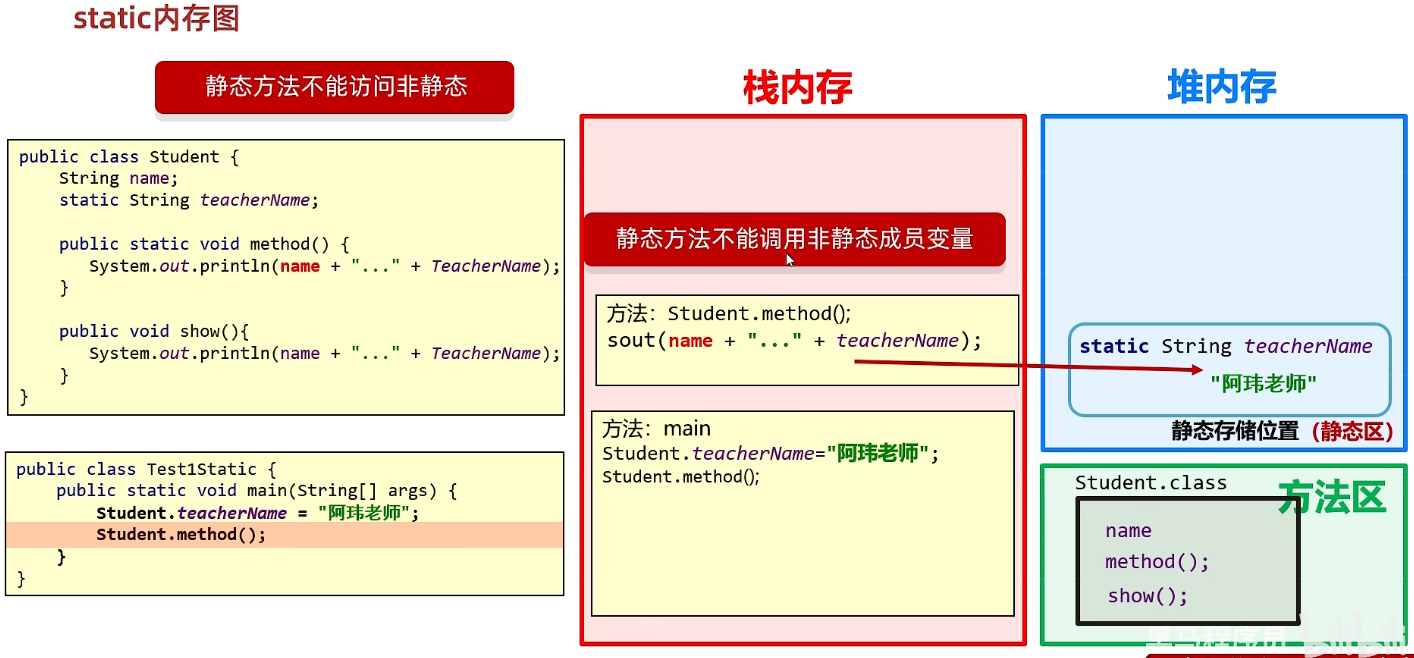 static内存图
静态方法不能访问非静态
public class Student {
String name;
static String teacherName;
public static void method() {
System.out.println(name + "..." + TeacherName);
}
public void show(){
System.out.println(name + "..." + TeacherName);
}
}
public class Test1Static {
public static void main(String[] args) {
Student.teacherName = "阿玮老师";
Student.method();
}
}
栈内存
静态方法不能调用非静态成员变量
方法：Student.method();
sout(name + "..." + teacherName);
方法：main
Student.teacherName="阿玮老师";
Student.method();
堆内存
static String teacherName
"阿玮老师"
静态存储位置（静态区）
Student.class
方法区
name
method();
show();